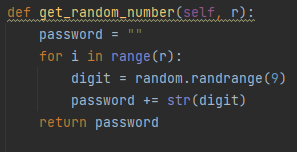 def get_random_number(self, r):
    password = ""
    for i in range(r):
        digit = random.randrange(9)
        password += str(digit)
    return password